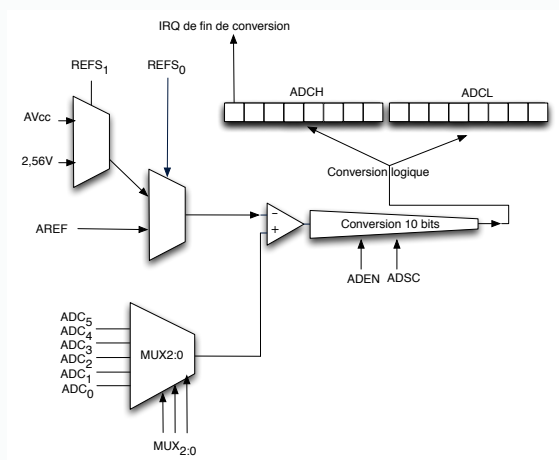 IRQ de fin de conversion
REFS1
REFS0
ADCH
ADCL
AVcc
2,56V
Conversion logique
AREF
−
+
Conversion 10 bits
ADEN
ADSC
ADC5
ADC4
ADC3
ADC2
ADC1
ADC0
MUX2:0
MUX2:0